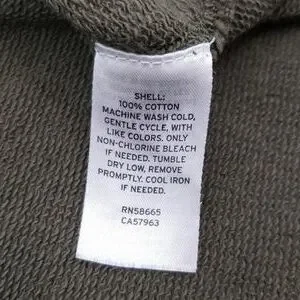 SHELL:
100% COTTON
MACHINE WASH COLD,
GENTLE CYCLE, WITH
LIKE COLORS. ONLY
NON-CHLORINE BLEACH
IF NEEDED. TUMBLE
DRY LOW, REMOVE
PROMPTLY. COOL IRON
IF NEEDED.
RN58665
CA57963